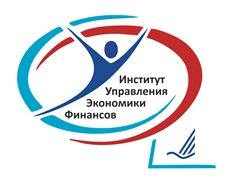 Институт
Управления
Экономики
Финансов